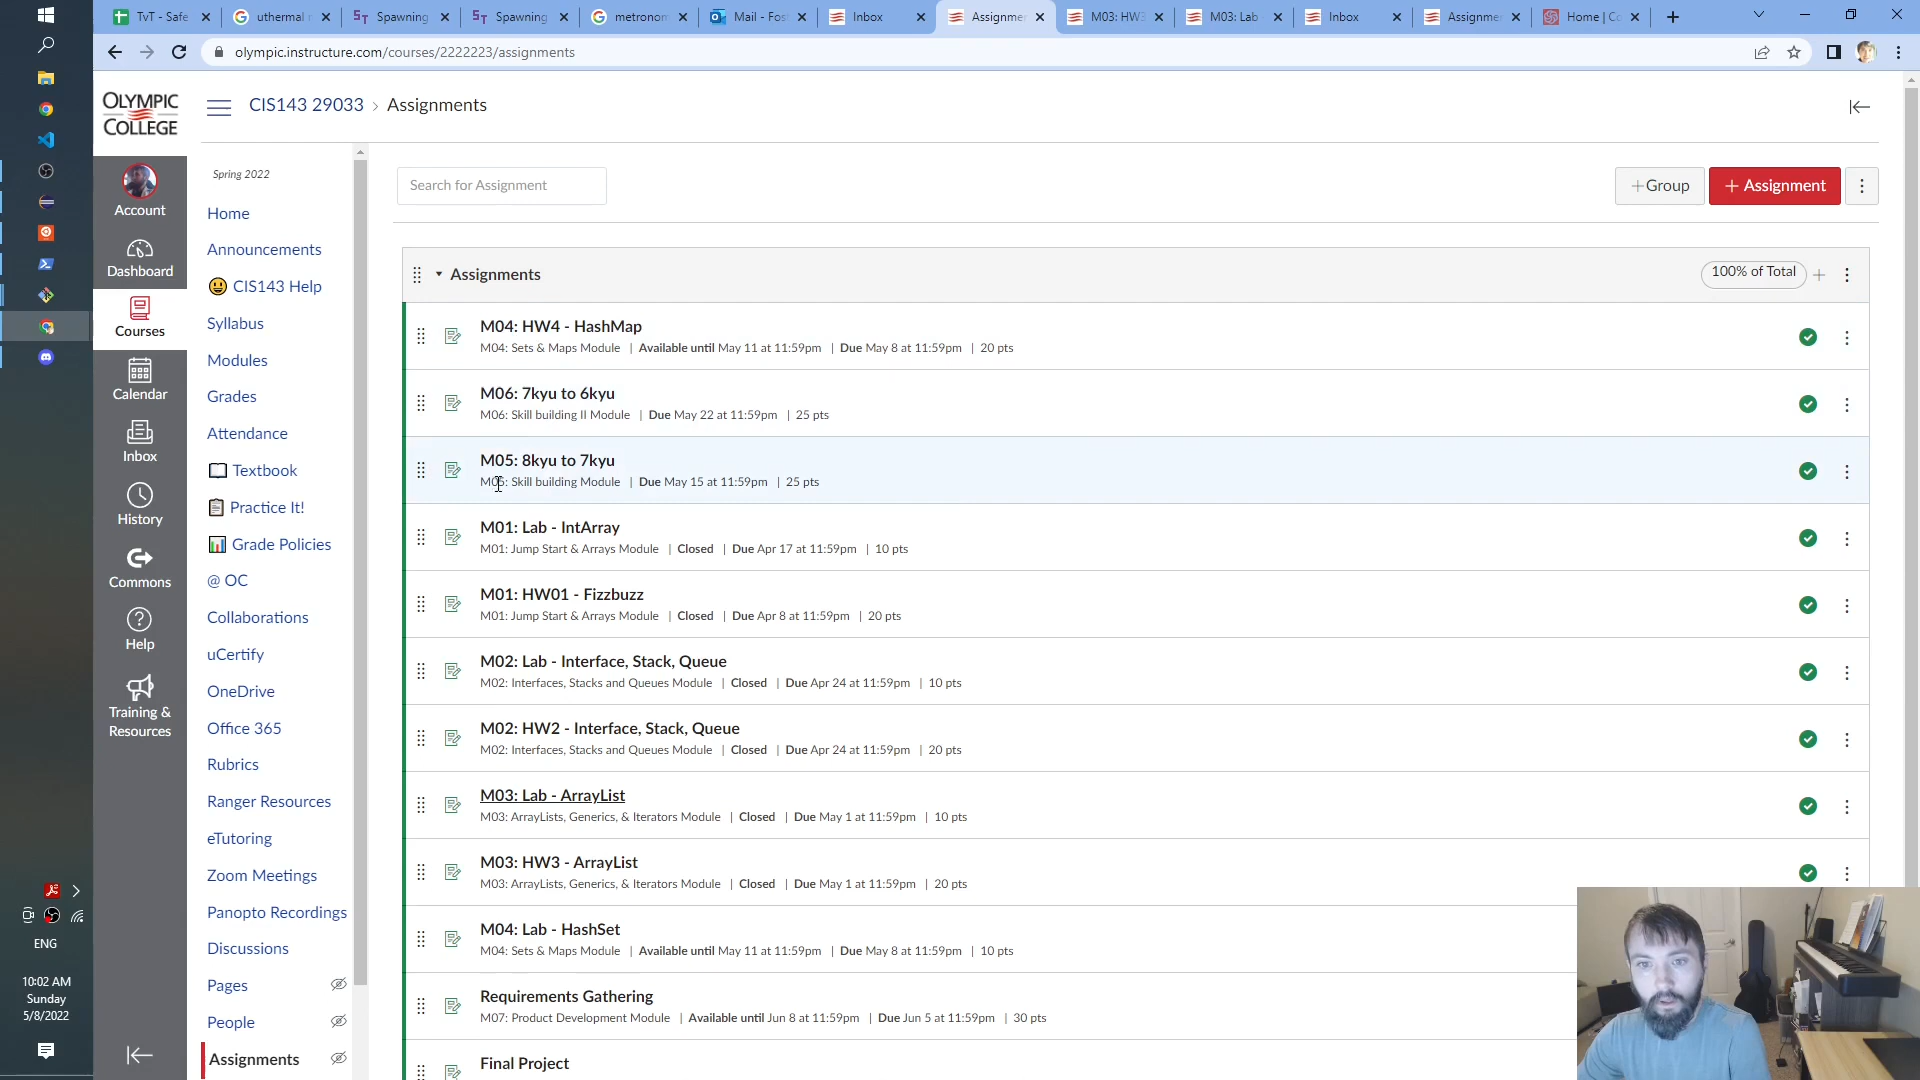 TvT - Safe
uthermal
Spawning
Spawning
metronom
Mail - Fos
Inbox
Assignmen
M03: HW3
M03: Lab
Inbox
Assignmen
Home | Co
olympic.instructure.com/courses/2222223/assignments
OLYMPIC
COLLEGE
CIS143 29033 › Assignments
Account
Dashboard
Courses
Calendar
Inbox
History
Commons
Help
Training &
Resources
Spring 2022
Home
Announcements
CIS143 Help
Syllabus
Modules
Grades
Attendance
Textbook
Practice It!
Grade Policies
@ OC
Collaborations
uCertify
OneDrive
Office 365
Rubrics
Ranger Resources
eTutoring
Zoom Meetings
Panopto Recordings
Discussions
Pages
People
Assignments
Search for Assignment
+Group
+ Assignment
Assignments
100% of Total
M04: HW4 - HashMap
M04: Sets & Maps Module | Available until May 11 at 11:59pm | Due May 8 at 11:59pm | 20 pts
M06: 7kyu to 6kyu
M06: Skill building II Module | Due May 22 at 11:59pm | 25 pts
M05: 8kyu to 7kyu
M05: Skill building Module | Due May 15 at 11:59pm | 25 pts
M01: Lab - IntArray
M01: Jump Start & Arrays Module | Closed | Due Apr 17 at 11:59pm | 10 pts
M01: HW01 - Fizzbuzz
M01: Jump Start & Arrays Module | Closed | Due Apr 8 at 11:59pm | 20 pts
M02: Lab - Interface, Stack, Queue
M02: Interfaces, Stacks and Queues Module | Closed | Due Apr 24 at 11:59pm | 10 pts
M02: HW2 - Interface, Stack, Queue
M02: Interfaces, Stacks and Queues Module | Closed | Due Apr 24 at 11:59pm | 20 pts
M03: Lab - ArrayList
M03: ArrayLists, Generics, & Iterators Module | Closed | Due May 1 at 11:59pm | 10 pts
M03: HW3 - ArrayList
M03: ArrayLists, Generics, & Iterators Module | Closed | Due May 1 at 11:59pm | 20 pts
M04: Lab - HashSet
M04: Sets & Maps Module | Available until May 11 at 11:59pm | Due May 8 at 11:59pm | 10 pts
Requirements Gathering
M07: Product Development Module | Available until Jun 8 at 11:59pm | Due Jun 5 at 11:59pm | 30 pts
Final Project
ENG
10:02 AM
Sunday
5/8/2022